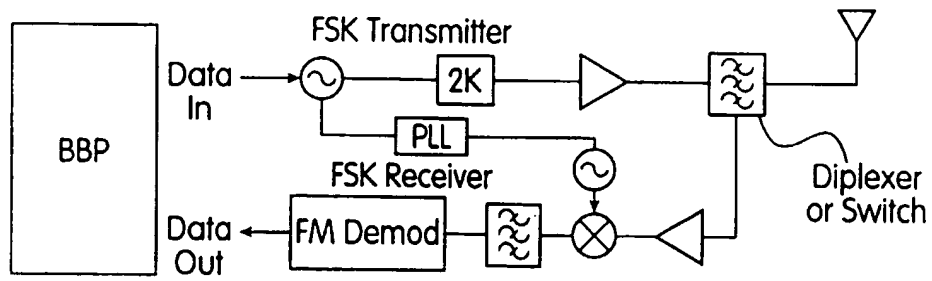 FSK Transmitter
Data
In
2K
BBP
PLL
FSK Receiver
Diplexer
or Switch
Data
Out
FM Demod